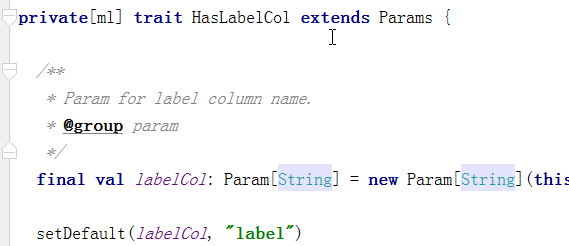 private[ml] trait HasLabelCol extends Params {
/**
* Param for label column name.
* @group param
*/
final val labelCol: Param[String] = new Param[String](this
setDefault(labelCol, "label")